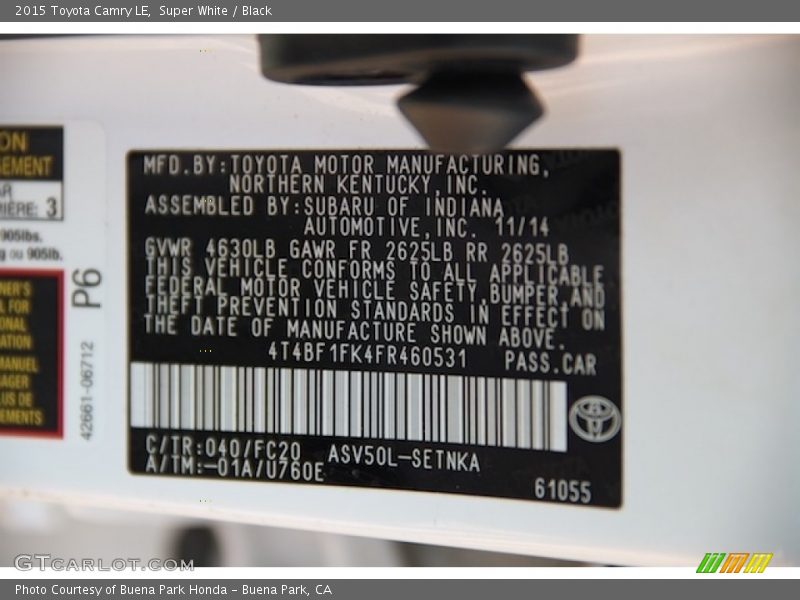 2015 Toyota Camry LE, Super White / Black
MFD.BY:TOYOTA MOTOR MANUFACTURING,
NORTHERN KENTUCKY,INC.
ASSEMBLED BY:SUBARU OF INDIANA
AUTOMOTIVE,INC. 11/14
GVWR 4630LB GAWR FR 2625LB RR 2625LB
THIS VEHICLE CONFORMS TO ALL APPLICABLE
FEDERAL MOTOR VEHICLE SAFETY,BUMPER,AND
THEFT PREVENTION STANDARDS IN EFFECT ON
THE DATE OF MANUFACTURE SHOWN ABOVE.
4T4BF1FK4FR460531 PASS.CAR
C/TR:040/FC20 ASV50L-SETNKA
A/TM:-01A/U760E
61055
P6
42661-06712
3
905lbs.
ou 905lb.
GTCARLOT.COM
Photo Courtesy of Buena Park Honda - Buena Park, CA